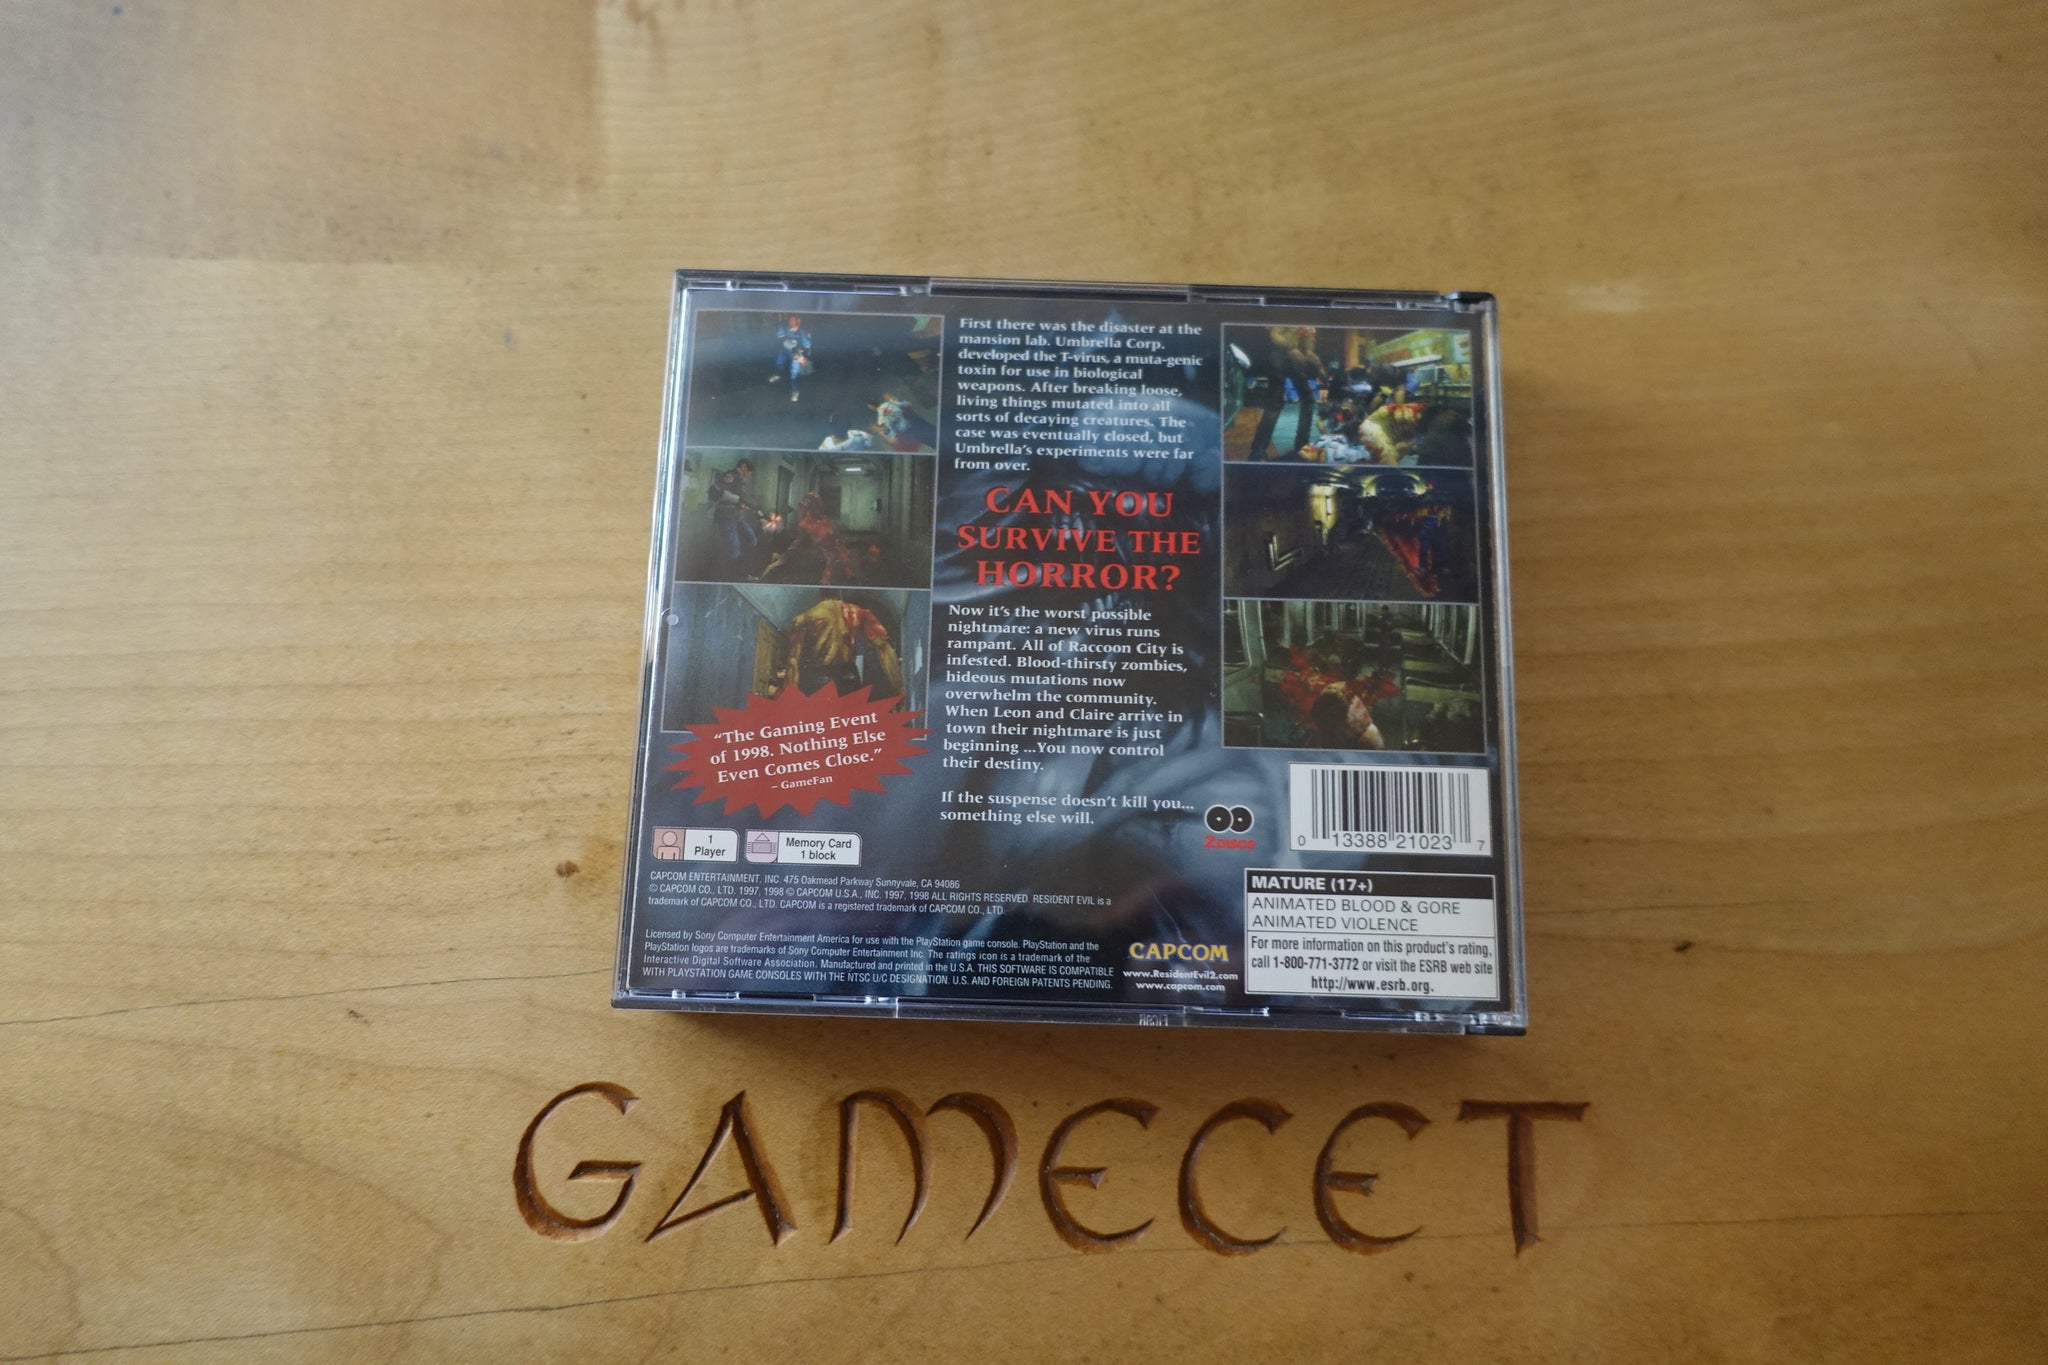 First there was the disaster at the
mansion lab. Umbrella Corp.
developed the T-virus, a muta-genic
toxin for use in biological
weapons. After breaking loose,
living things mutated into all
sorts of decaying creatures. The
case was eventually closed, but
Umbrella's experiments were far
from over.
CAN YOU
SURVIVE THE
HORROR?
Now it's the worst possible
nightmare: a new virus runs
rampant. All of Raccoon City is
infested. Blood-thirsty zombies,
hideous mutations now
overwhelm the community.
When Leon and Claire arrive in
town their nightmare is just
beginning ...You now control
their destiny.
If the suspense doesn't kill you...
something else will.
"The Gaming Event
of 1998. Nothing Else
Even Comes Close."
– GameFan
1
Player
Memory Card
1 block
2 DISCS
0 13388 21023 7
CAPCOM ENTERTAINMENT, INC. 475 Oakmead Parkway Sunnyvale, CA 94086
© CAPCOM CO., LTD. 1997, 1998 © CAPCOM U.S.A., INC. 1997, 1998 ALL RIGHTS RESERVED. RESIDENT EVIL is a
trademark of CAPCOM CO., LTD. CAPCOM is a registered trademark of CAPCOM CO., LTD.
Licensed by Sony Computer Entertainment America for use with the PlayStation game console. PlayStation and the
PlayStation logos are trademarks of Sony Computer Entertainment Inc. The ratings icon is a trademark of the
Interactive Digital Software Association. Manufactured and printed in the U.S.A. THIS SOFTWARE IS COMPATIBLE
WITH PLAYSTATION GAME CONSOLES WITH THE NTSC U/C DESIGNATION. U.S. AND FOREIGN PATENTS PENDING.
CAPCOM
www.ResidentEvil2.com
www.capcom.com
MATURE (17+)
ANIMATED BLOOD & GORE
ANIMATED VIOLENCE
For more information on this product's rating,
call 1-800-771-3772 or visit the ESRB web site
http://www.esrb.org.
GAMECET